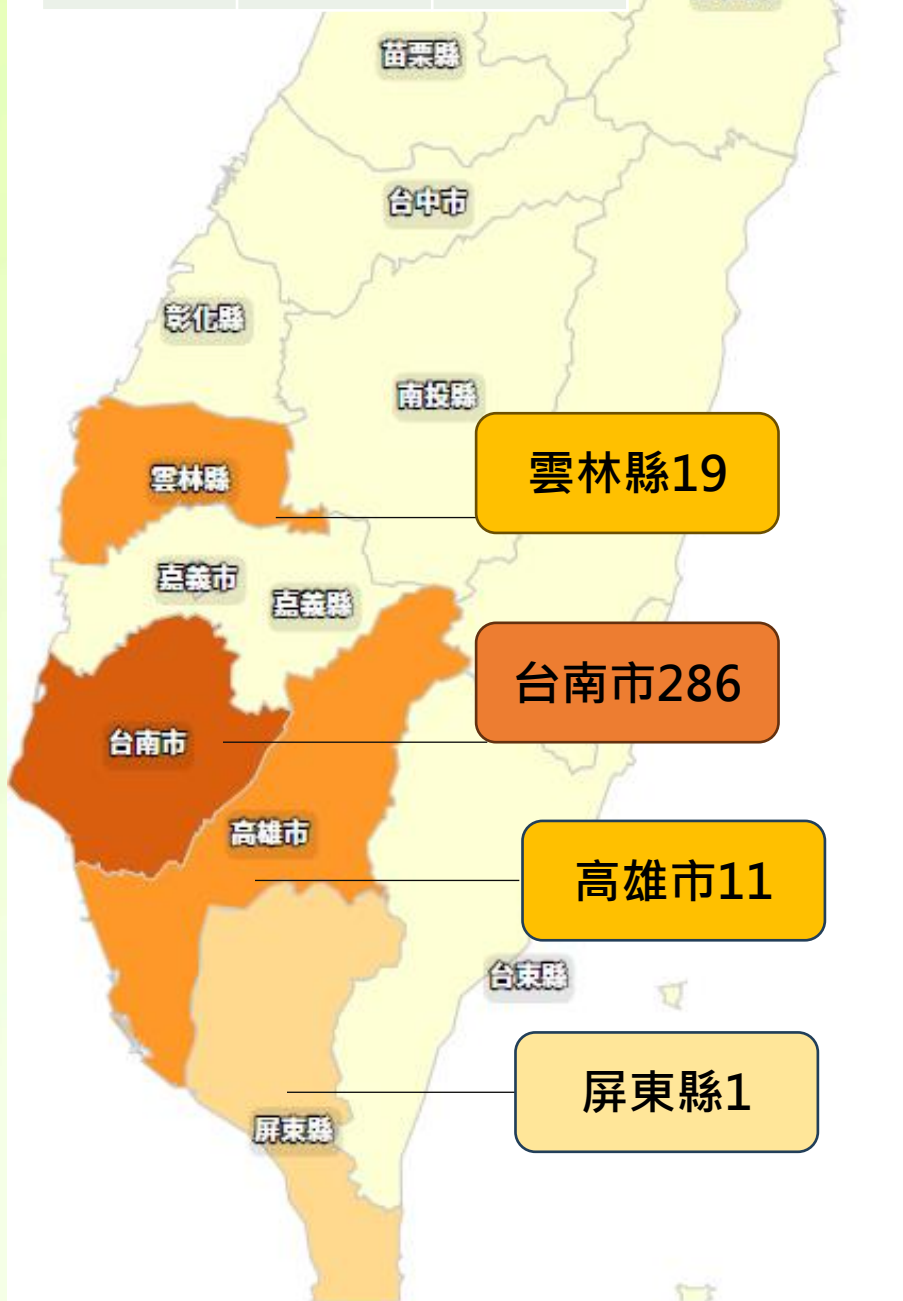 苗栗縣
台中市
彰化縣
南投縣
雲林縣
雲林縣19
嘉義市
嘉義縣
台南市286
台南市
高雄市
高雄市11
台東縣
屏東縣1
屏東縣